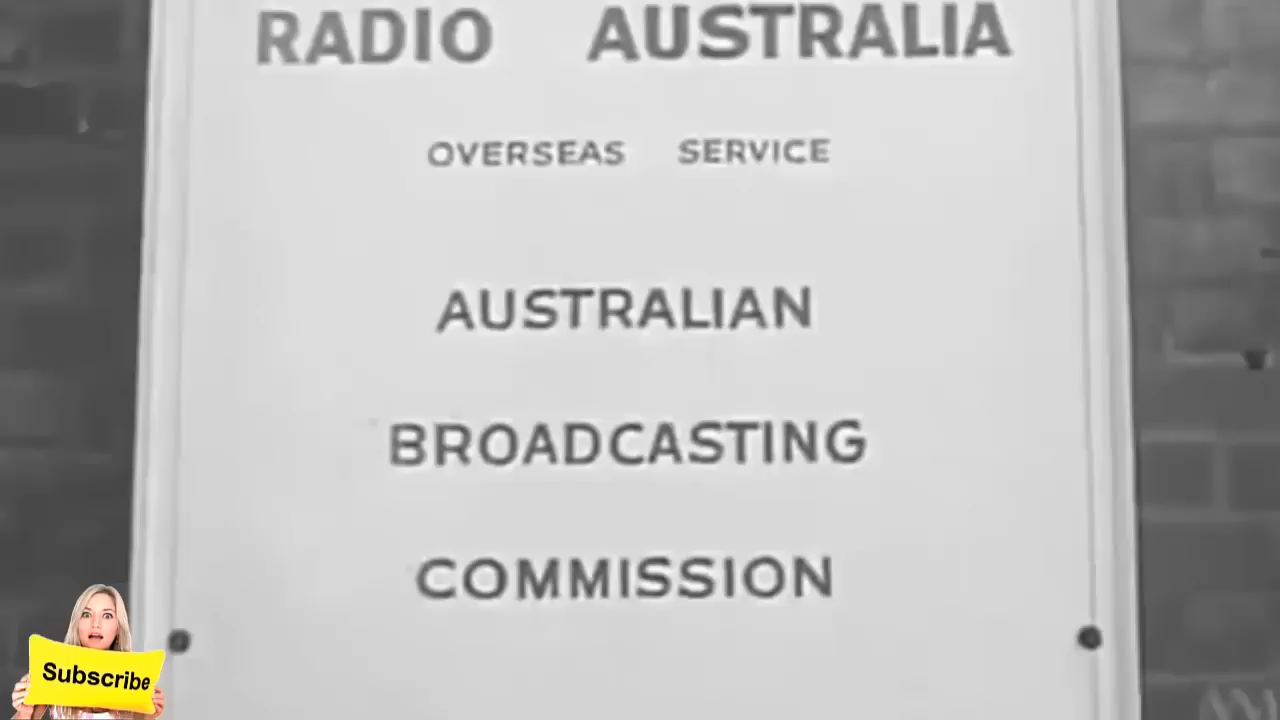 RADIO AUSTRALIA
OVERSEAS SERVICE
AUSTRALIAN
BROADCASTING
COMMISSION
Subscribe